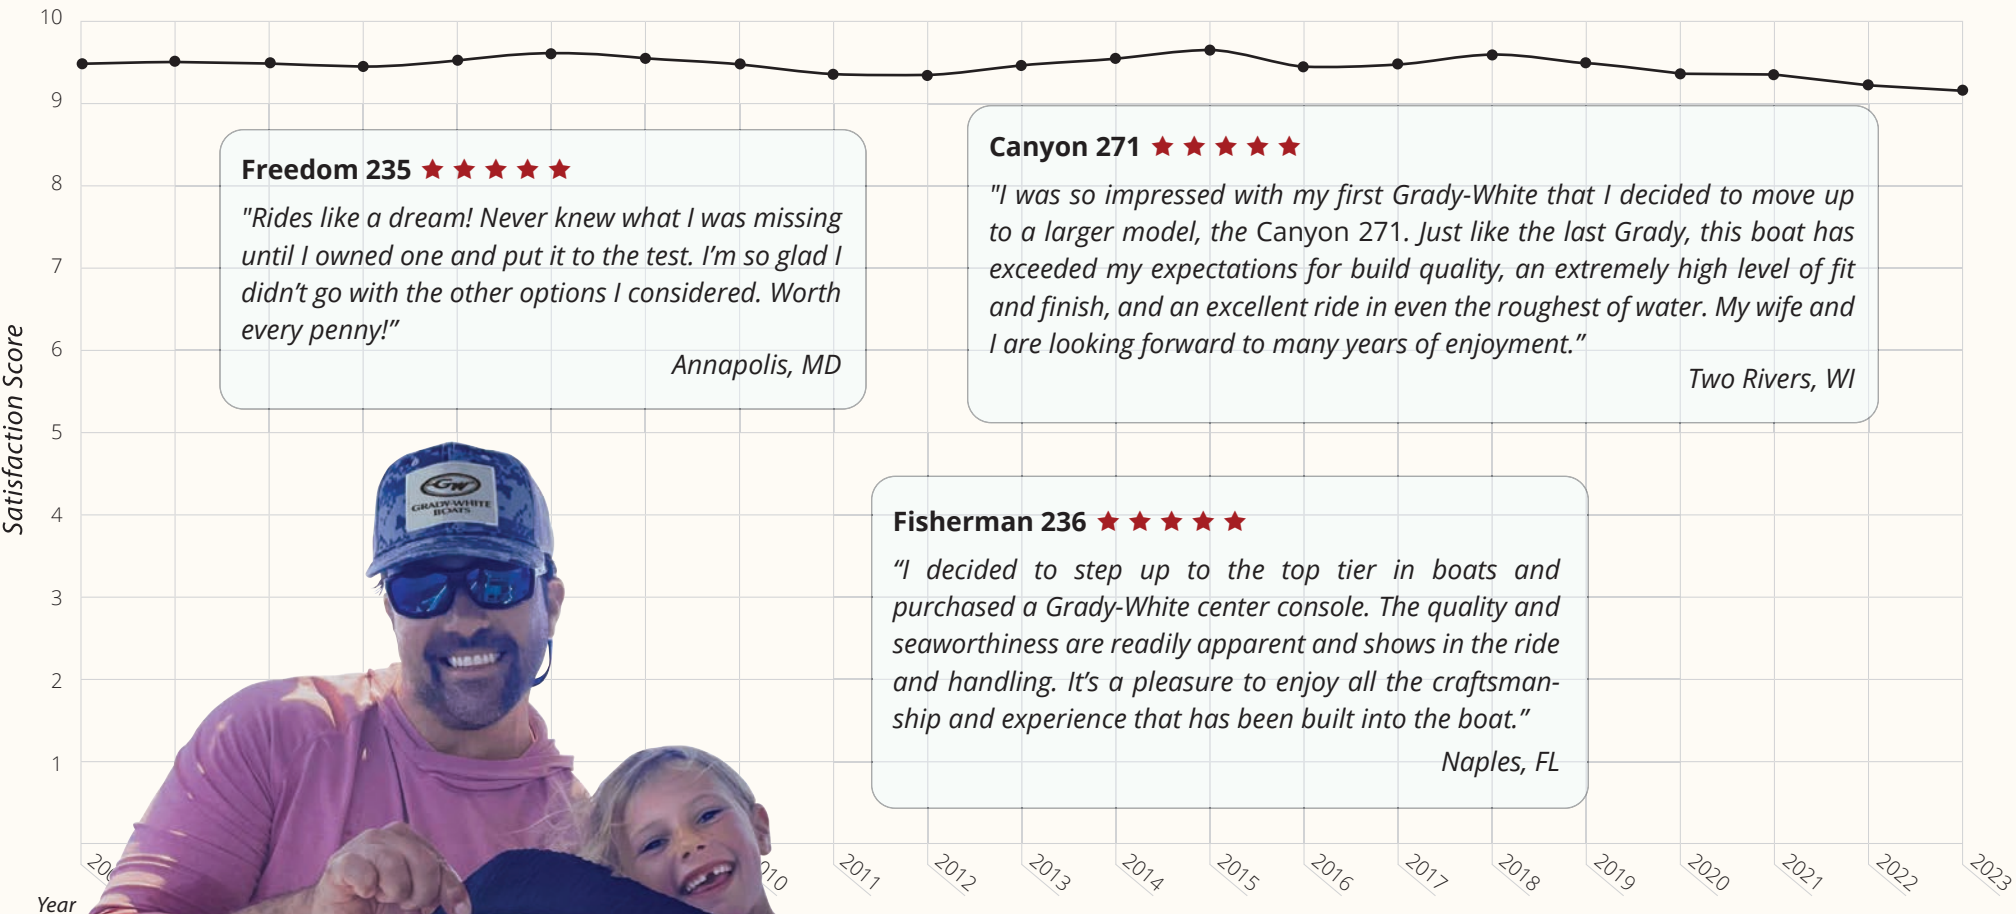 10
9
8
7
6
5
4
3
2
1
Satisfaction Score
Freedom 235
"Rides like a dream! Never knew what I was missing
until I owned one and put it to the test. I’m so glad I
didn’t go with the other options I considered. Worth
every penny!”
Annapolis, MD
Canyon 271
"I was so impressed with my first Grady-White that I decided to move up
to a larger model, the Canyon 271. Just like the last Grady, this boat has
exceeded my expectations for build quality, an extremely high level of fit
and finish, and an excellent ride in even the roughest of water. My wife and
I are looking forward to many years of enjoyment.”
Two Rivers, WI
Fisherman 236
“I decided to step up to the top tier in boats and
purchased a Grady-White center console. The quality and
seaworthiness are readily apparent and shows in the ride
and handling. It’s a pleasure to enjoy all the craftsman-
ship and experience that has been built into the boat.”
Naples, FL
GW
GRADY-WHITE
BOATS
2011 2012 2013 2014 2015 2016 2017 2018 2019 2020 2021 2022 2023
Year